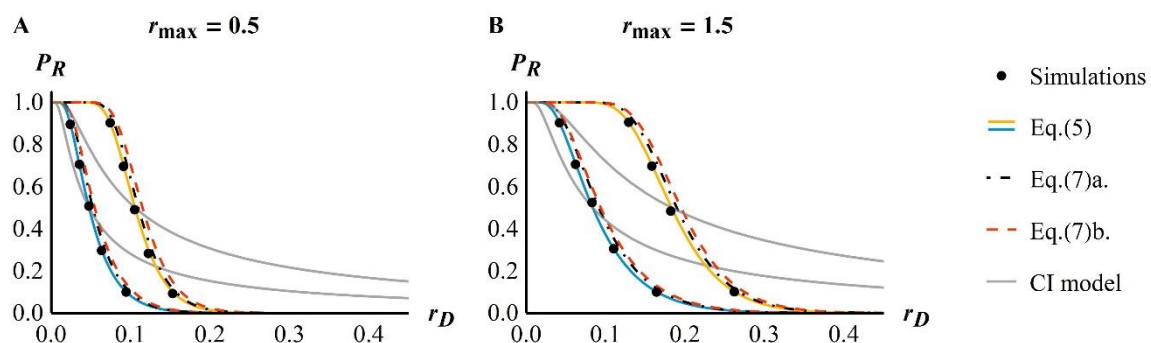 A r_max = 0.5
P_R
1.0
0.8
0.6
0.4
0.2
0.0
0.0 0.1 0.2 0.3 0.4 r_D
B r_max = 1.5
P_R
1.0
0.8
0.6
0.4
0.2
0.0
0.0 0.1 0.2 0.3 0.4 r_D
Simulations
Eq.(5)
Eq.(7)a.
Eq.(7)b.
CI model